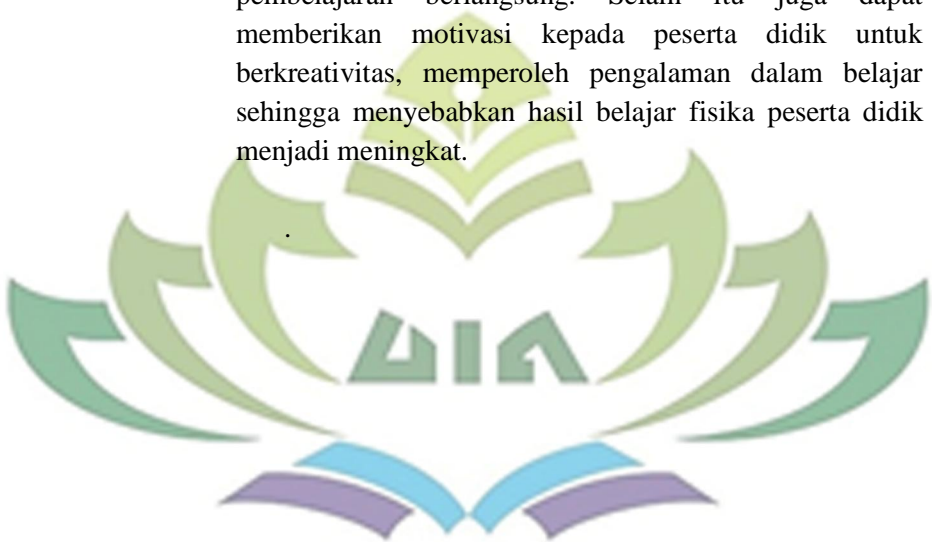 pembelajaran berlangsung. Selain itu juga dapat
memberikan motivasi kepada peserta didik untuk
berkreativitas, memperoleh pengalaman dalam belajar
sehingga menyebabkan hasil belajar fisika peserta didik
menjadi meningkat.
.
UIN